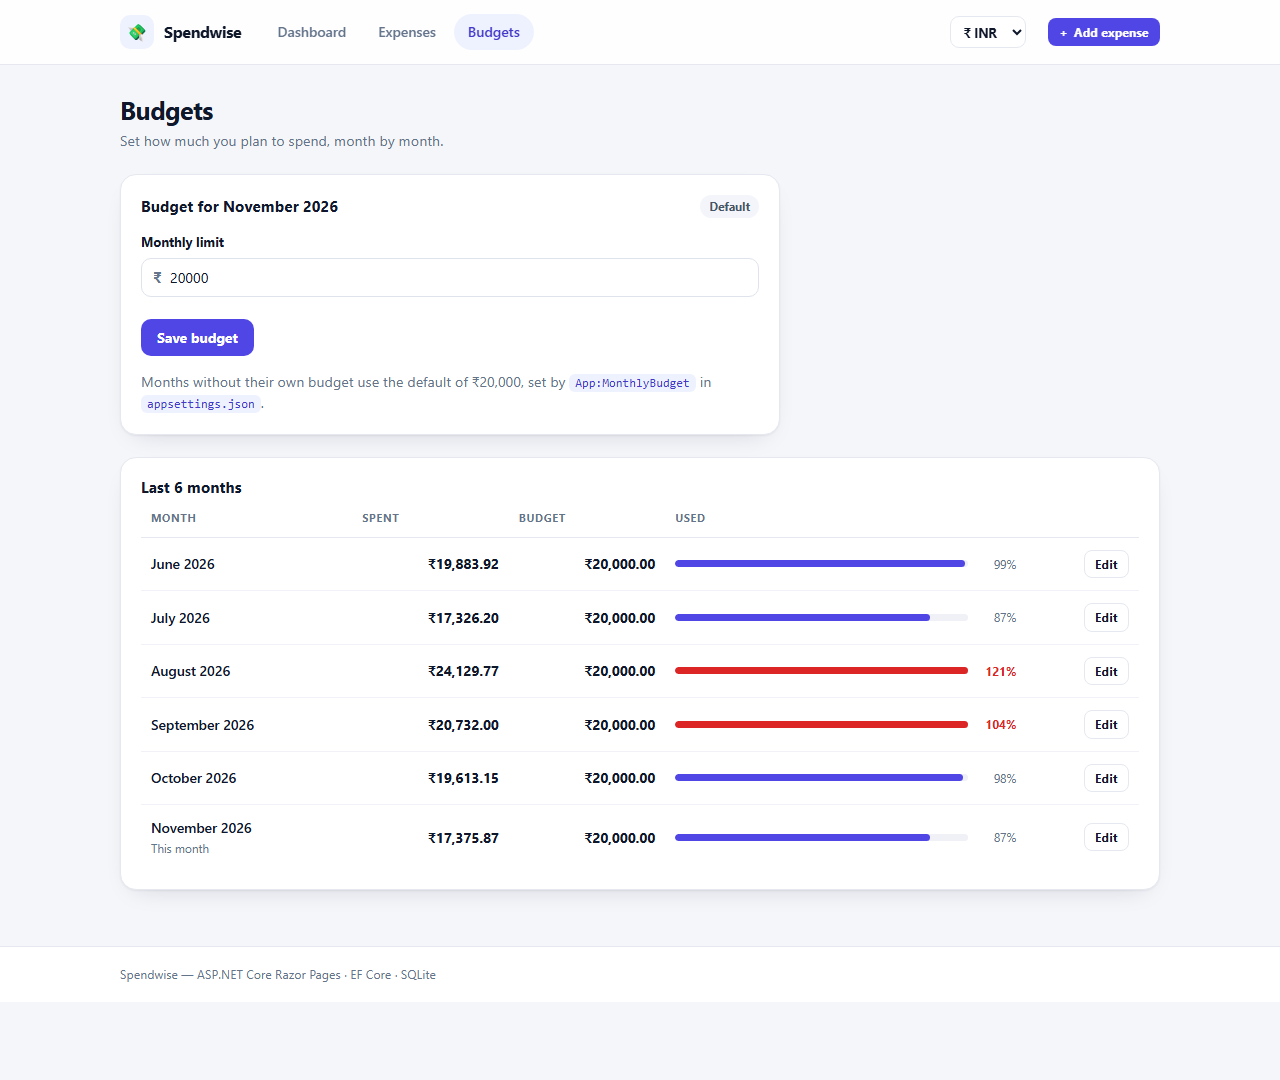 Spendwise
Dashboard
Expenses
Budgets
₹ INR
+ Add expense
Budgets
Set how much you plan to spend, month by month.
Budget for November 2026
Default
Monthly limit
₹ 20000
Save budget
Months without their own budget use the default of ₹20,000, set by App:MonthlyBudget in
appsettings.json.
Last 6 months
MONTH SPENT BUDGET USED
June 2026 ₹19,883.92 ₹20,000.00 99% Edit
July 2026 ₹17,326.20 ₹20,000.00 87% Edit
August 2026 ₹24,129.77 ₹20,000.00 121% Edit
September 2026 ₹20,732.00 ₹20,000.00 104% Edit
October 2026 ₹19,613.15 ₹20,000.00 98% Edit
November 2026 ₹17,375.87 ₹20,000.00 87% Edit
This month
Spendwise — ASP.NET Core Razor Pages · EF Core · SQLite